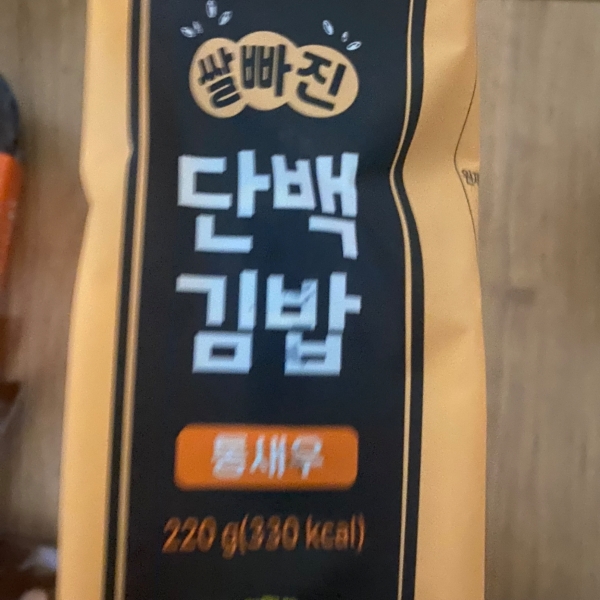 쌀빠진
단백
김밥
통새우
220 g(330 kcal)